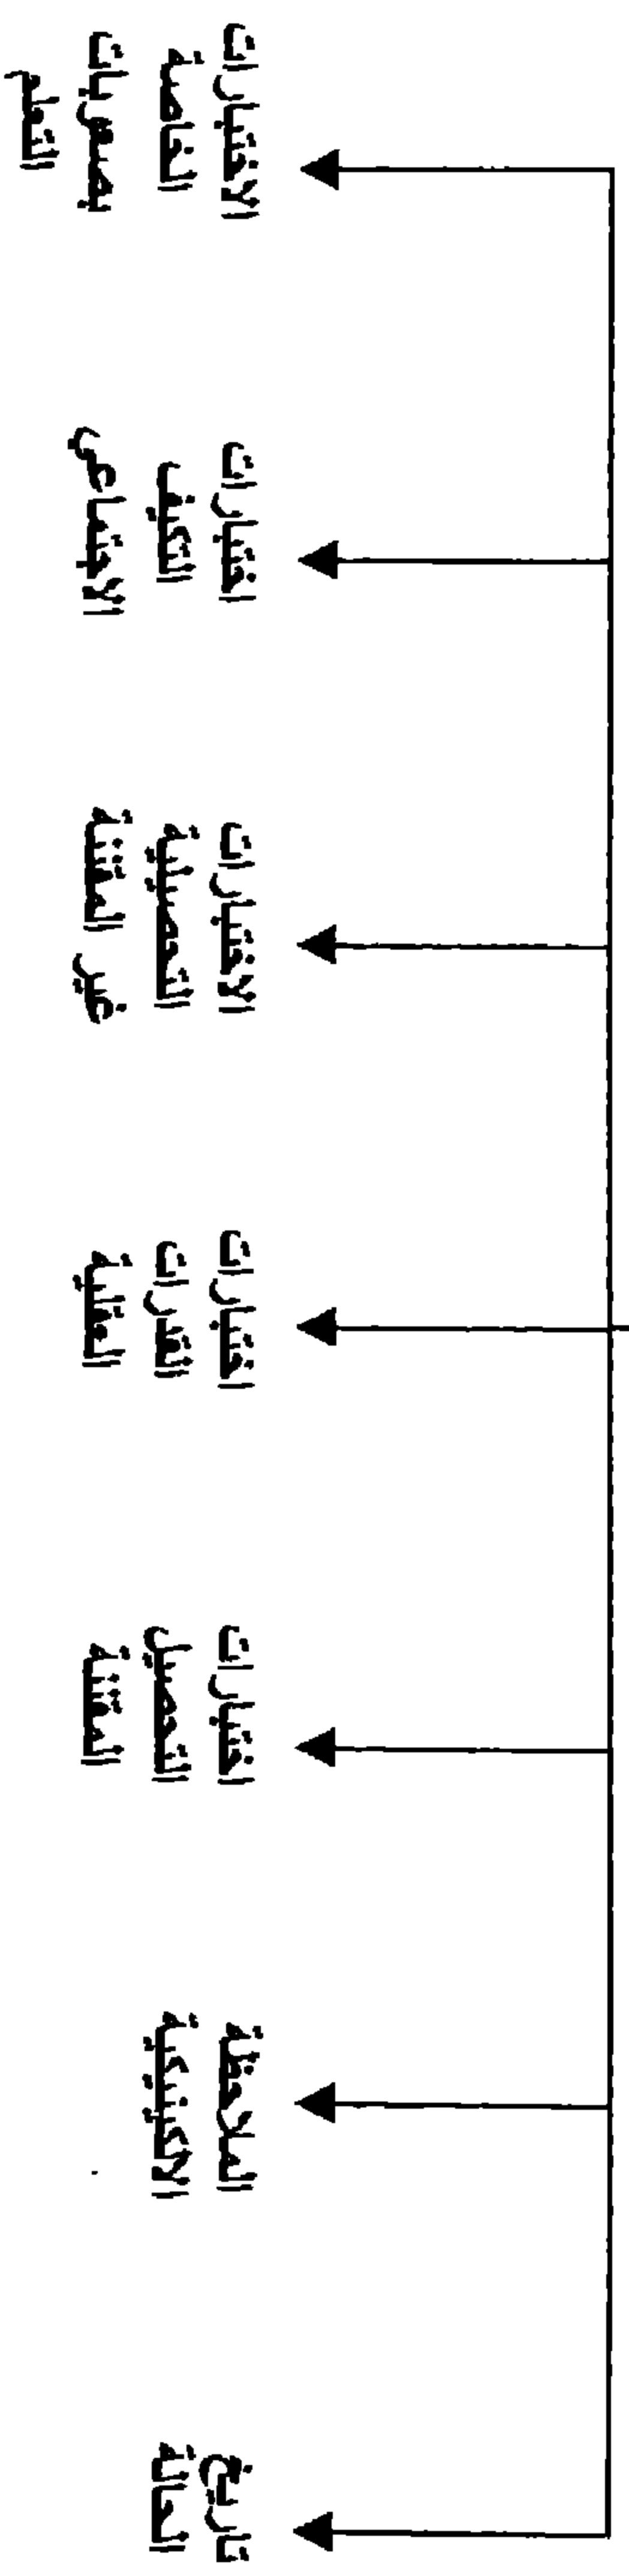 تاريخ
الحالة
الملاحظة
الاكلينيكية
اختبارات
التحصيل
المقننة
اختبارات
القدرات
العقلية
الاختبارات
التحصيلية
غير المقننة
اختبارات
التكيف
الاجتماعي
الاختبارات
الخاصة
بصعوبات
التعلم